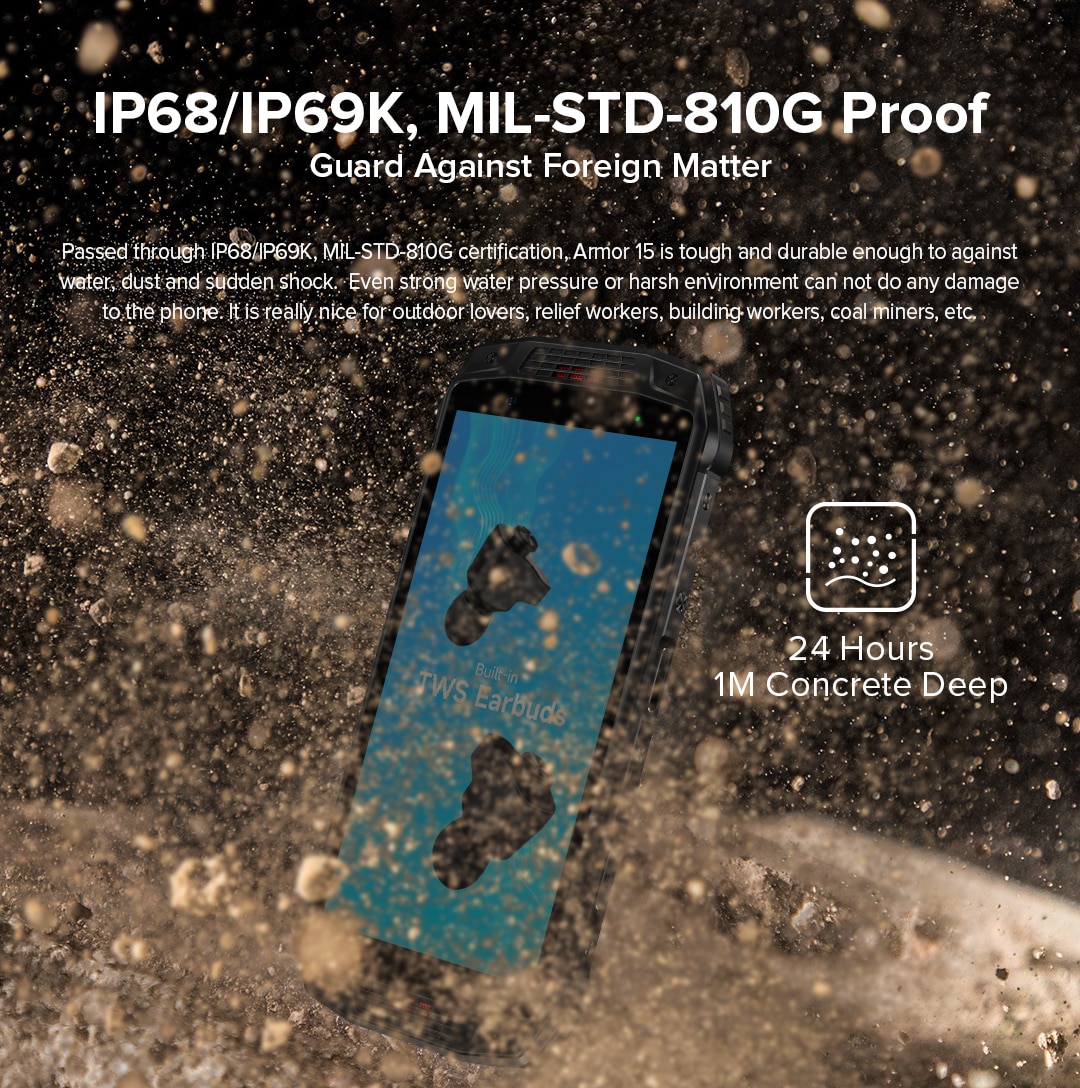 IP68/IP69K, MIL-STD-810G Proof
Guard Against Foreign Matter
Passed through IP68/IP69K, MIL-STD-810G certification, Armor 15 is tough and durable enough to against
water, dust and sudden shock. Even strong water pressure or harsh environment can not do any damage
to the phone. It is really nice for outdoor lovers, relief workers, building workers, coal miners, etc.
24 Hours
1M Concrete Deep
Built-in
TWS Earbuds